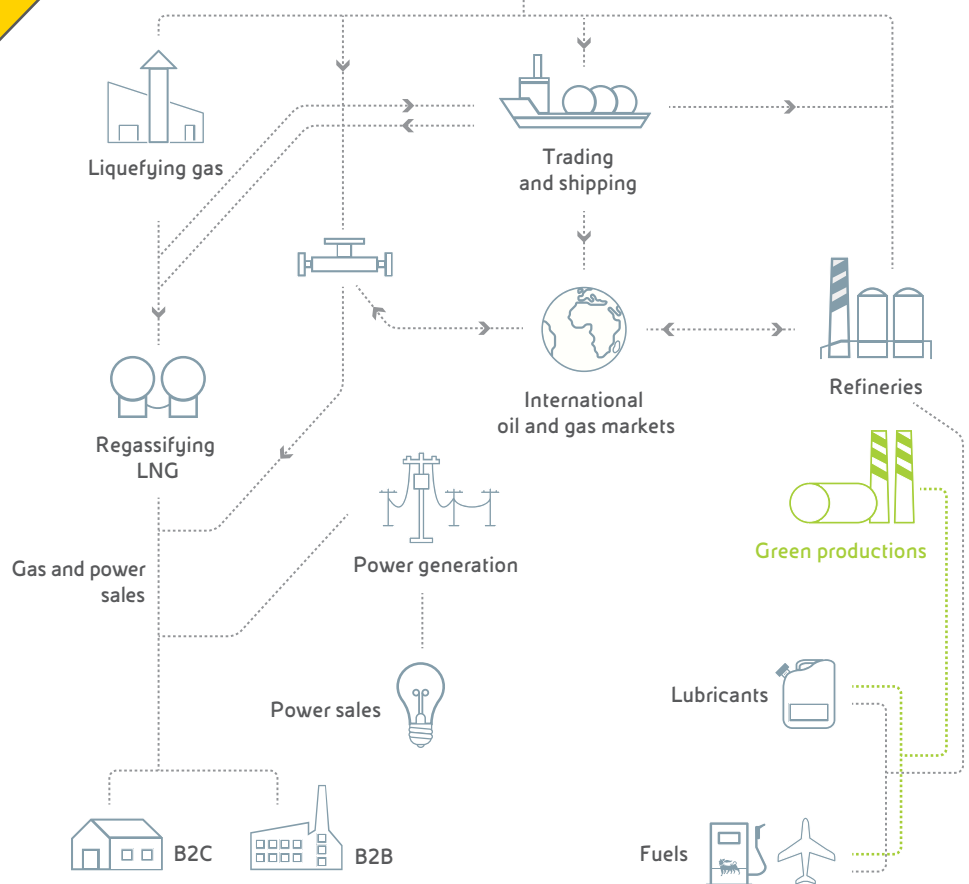 Liquefying gas
Trading
and shipping
International
oil and gas markets
Refineries
Regassifying
LNG
Green productions
Gas and power
sales
Power generation
Power sales
Lubricants
B2C
B2B
Fuels